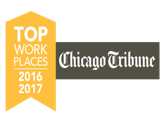 TOP
WORK
PLACES
2016
2017
Chicago Tribune